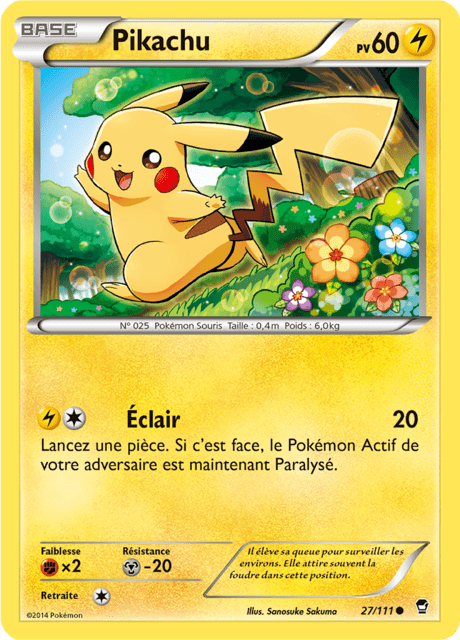 BASE
Pikachu
PV60
N° 025 Pokémon Souris Taille : 0,4m Poids : 6,0kg
Éclair 20
Lancez une pièce. Si c'est face, le Pokémon Actif de
votre adversaire est maintenant Paralysé.
Faiblesse Résistance
×2 -20
Il élève sa queue pour surveiller les
environs. Elle attire souvent la
foudre dans cette position.
Retraite
©2014 Pokémon
Illus. Sanosuke Sakuma
27/111